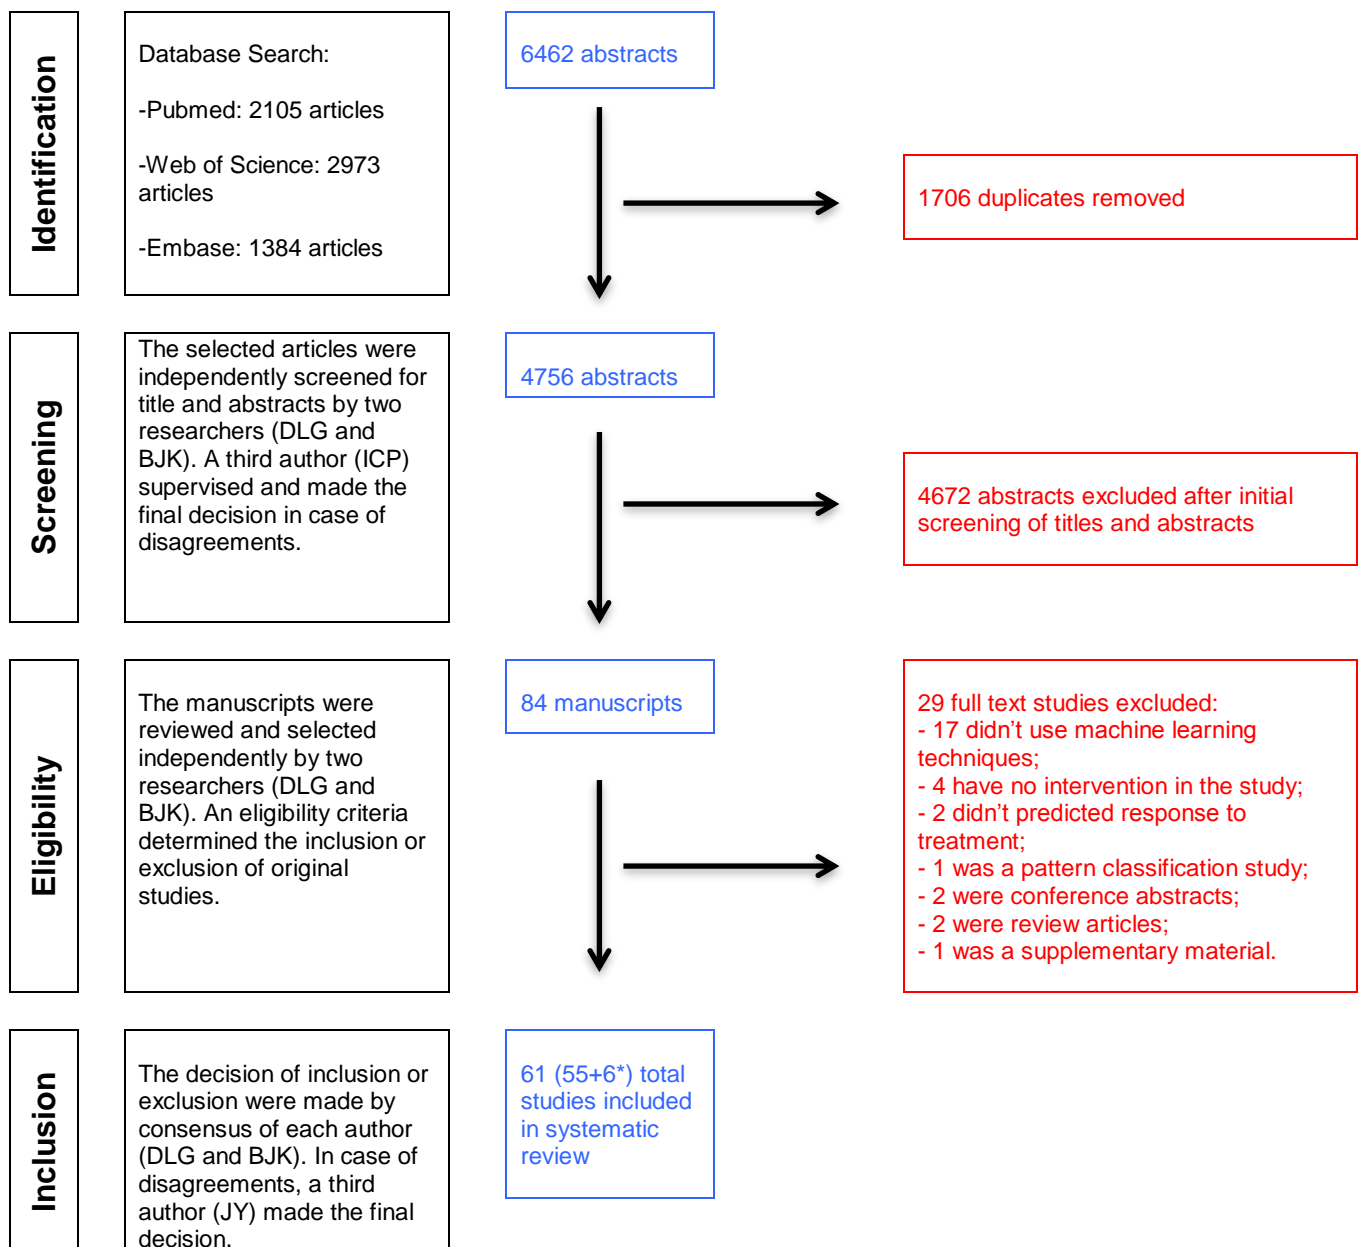 Identification
Database Search:
-Pubmed: 2105 articles
-Web of Science: 2973
articles
-Embase: 1384 articles
6462 abstracts
1706 duplicates removed
Screening
The selected articles were
independently screened for
title and abstracts by two
researchers (DLG and
BJK). A third author (ICP)
supervised and made the
final decision in case of
disagreements.
4756 abstracts
4672 abstracts excluded after initial
screening of titles and abstracts
Eligibility
The manuscripts were
reviewed and selected
independently by two
researchers (DLG and
BJK). An eligibility criteria
determined the inclusion or
exclusion of original
studies.
84 manuscripts
29 full text studies excluded:
- 17 didn’t use machine learning
techniques;
- 4 have no intervention in the study;
- 2 didn’t predicted response to
treatment;
- 1 was a pattern classification study;
- 2 were conference abstracts;
- 2 were review articles;
- 1 was a supplementary material.
Inclusion
The decision of inclusion or
exclusion were made by
consensus of each author
(DLG and BJK). In case of
disagreements, a third
author (JY) made the final
decision.
61 (55+6*) total
studies included
in systematic
review